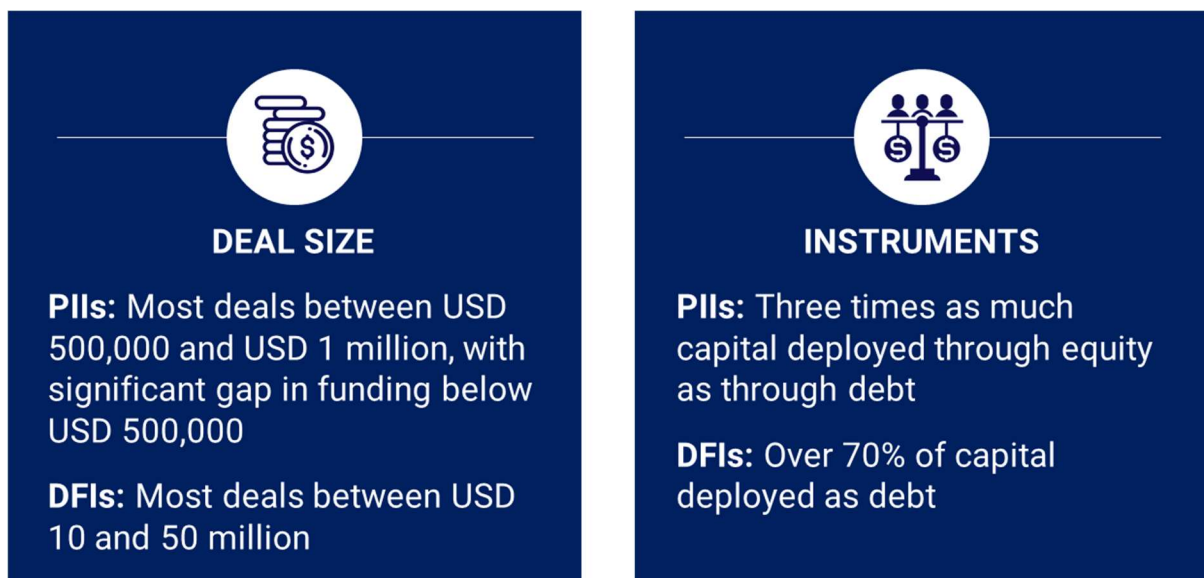 DEAL SIZE
PIIs: Most deals between USD
500,000 and USD 1 million, with
significant gap in funding below
USD 500,000
DFIs: Most deals between USD
10 and 50 million
INSTRUMENTS
PIIs: Three times as much
capital deployed through equity
as through debt
DFIs: Over 70% of capital
deployed as debt